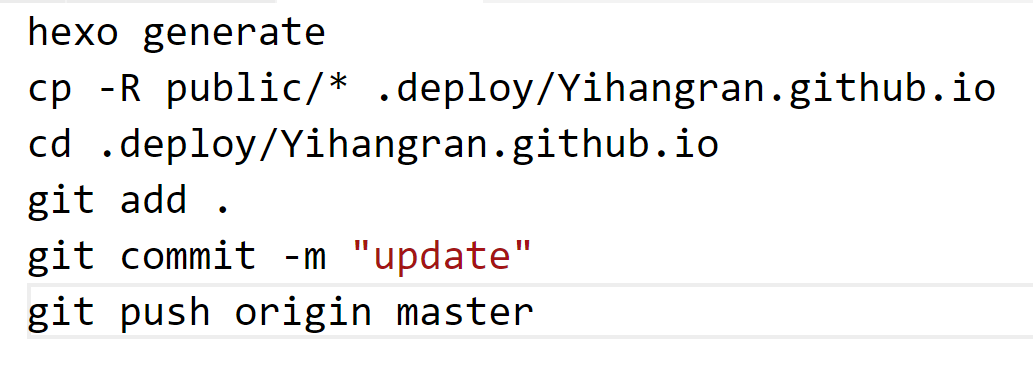 hexo generate
cp -R public/* .deploy/Yihangran.github.io
cd .deploy/Yihangran.github.io
git add .
git commit -m "update"
git push origin master